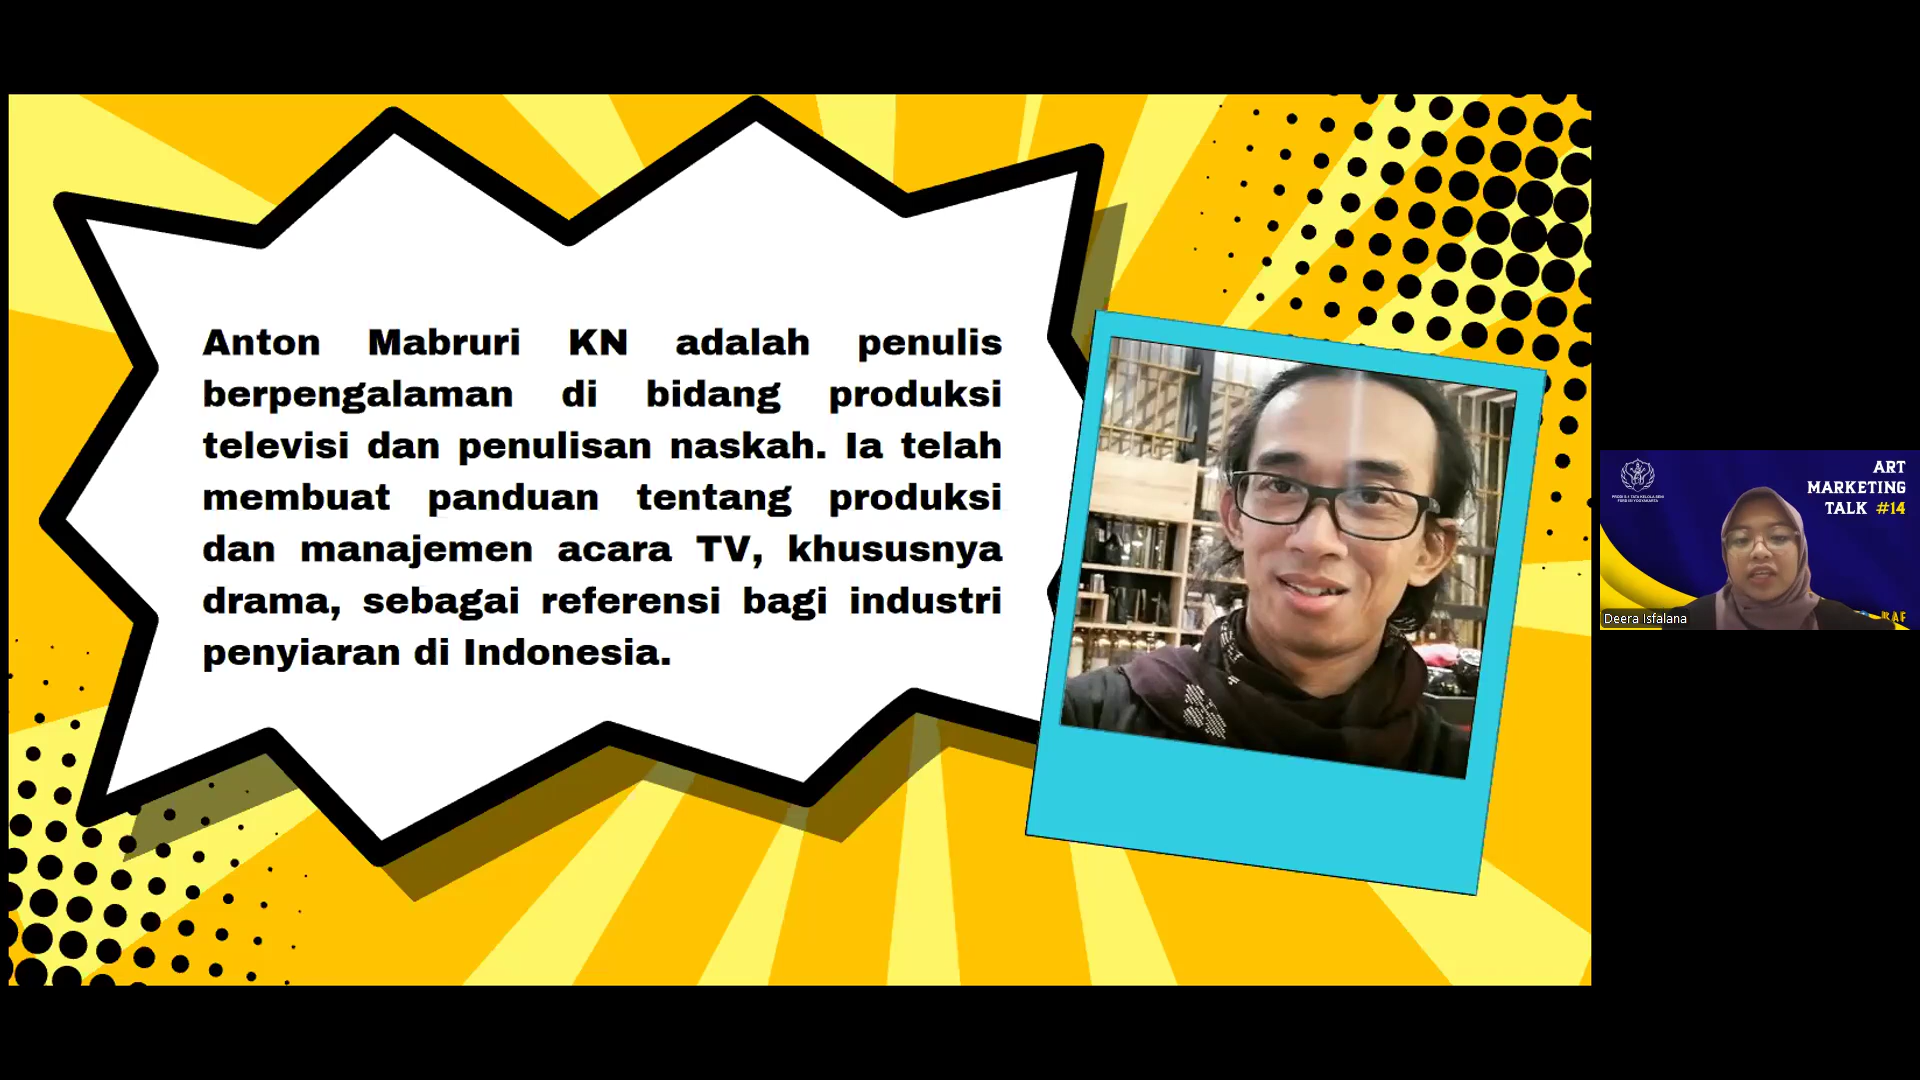 Anton Mabruri KN adalah penulis
berpengalaman di bidang produksi
televisi dan penulisan naskah. Ia telah
membuat panduan tentang produksi
dan manajemen acara TV, khususnya
drama, sebagai referensi bagi industri
penyiaran di Indonesia.
ART
MARKETING
TALK #14
Deera Isfalana